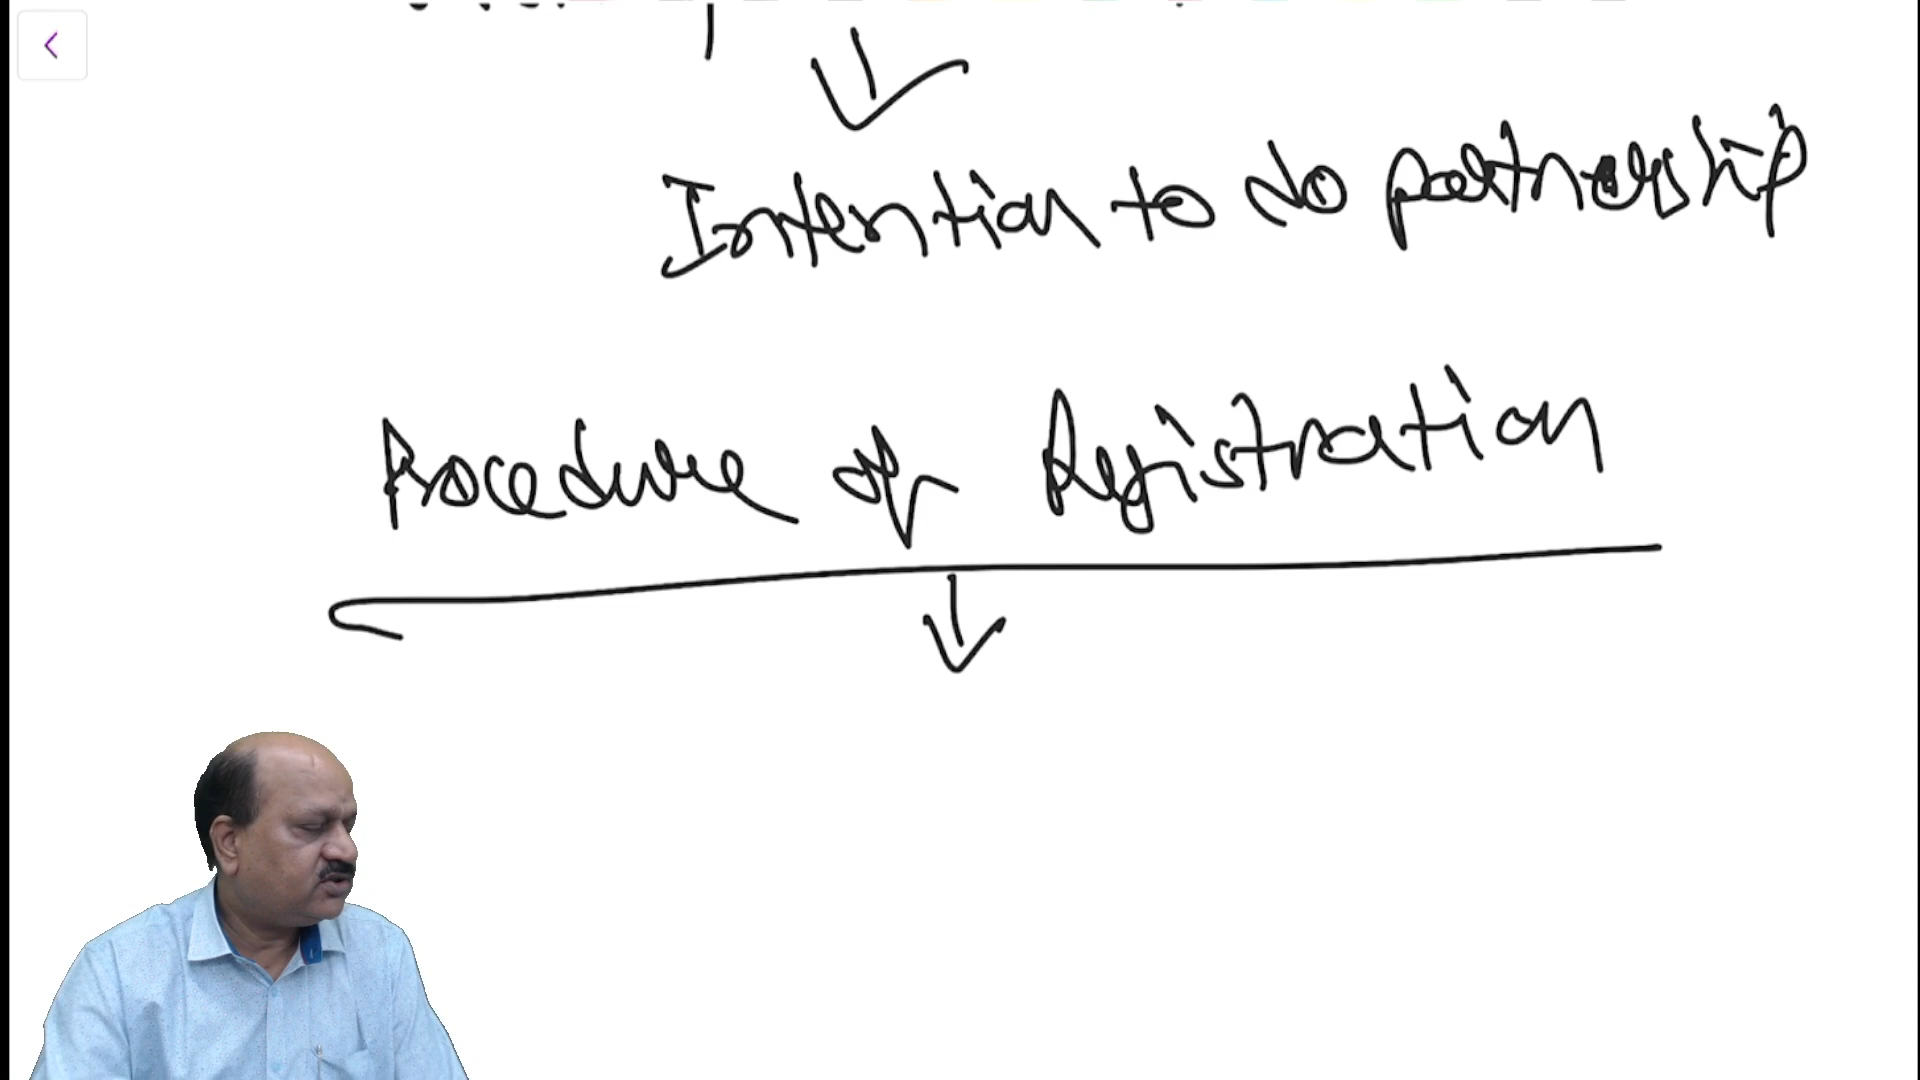 Intention to do partnership
Procedure of Registration